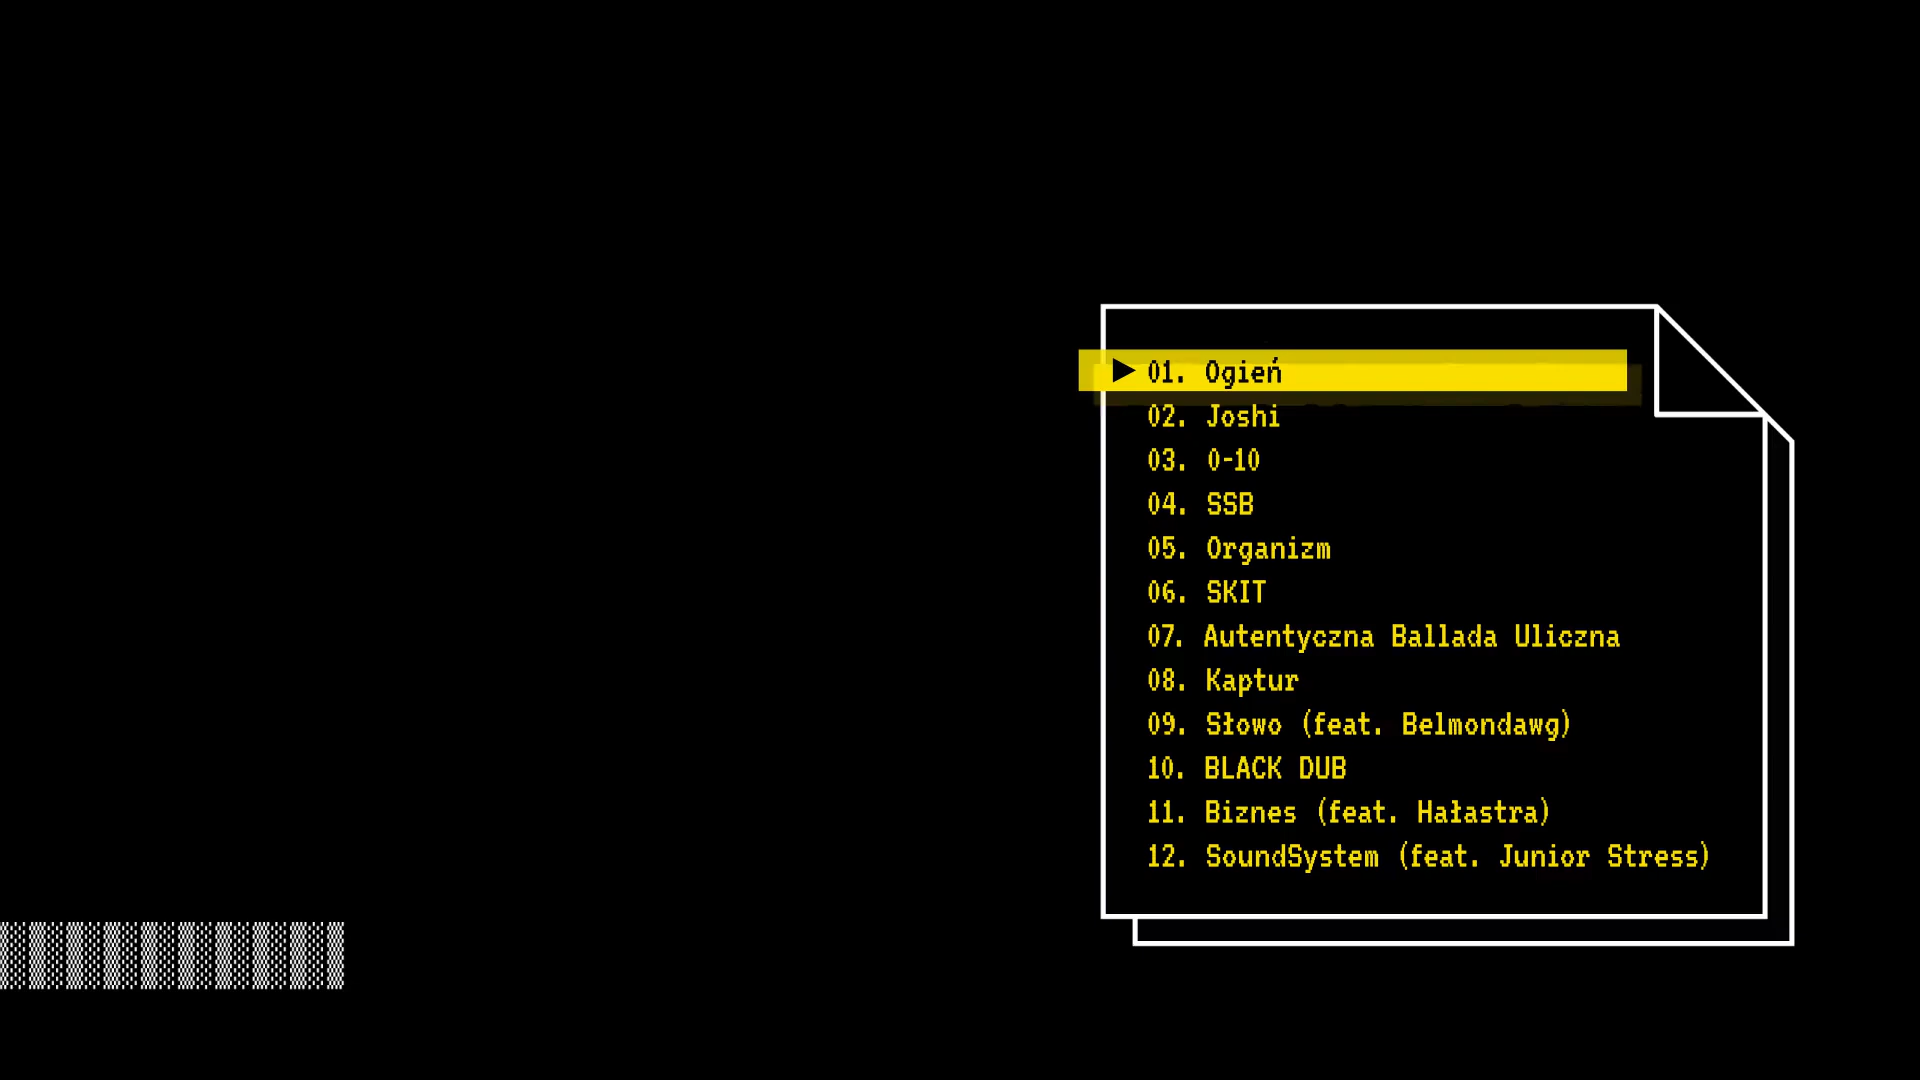 ▶ 01. Ogień
02. Joshi
03. 0-10
04. SSB
05. Organizm
06. SKIT
07. Autentyczna Ballada Uliczna
08. Kaptur
09. Słowo (feat. Belmondawg)
10. BLACK DUB
11. Biznes (feat. Hałastra)
12. SoundSystem (feat. Junior Stress)